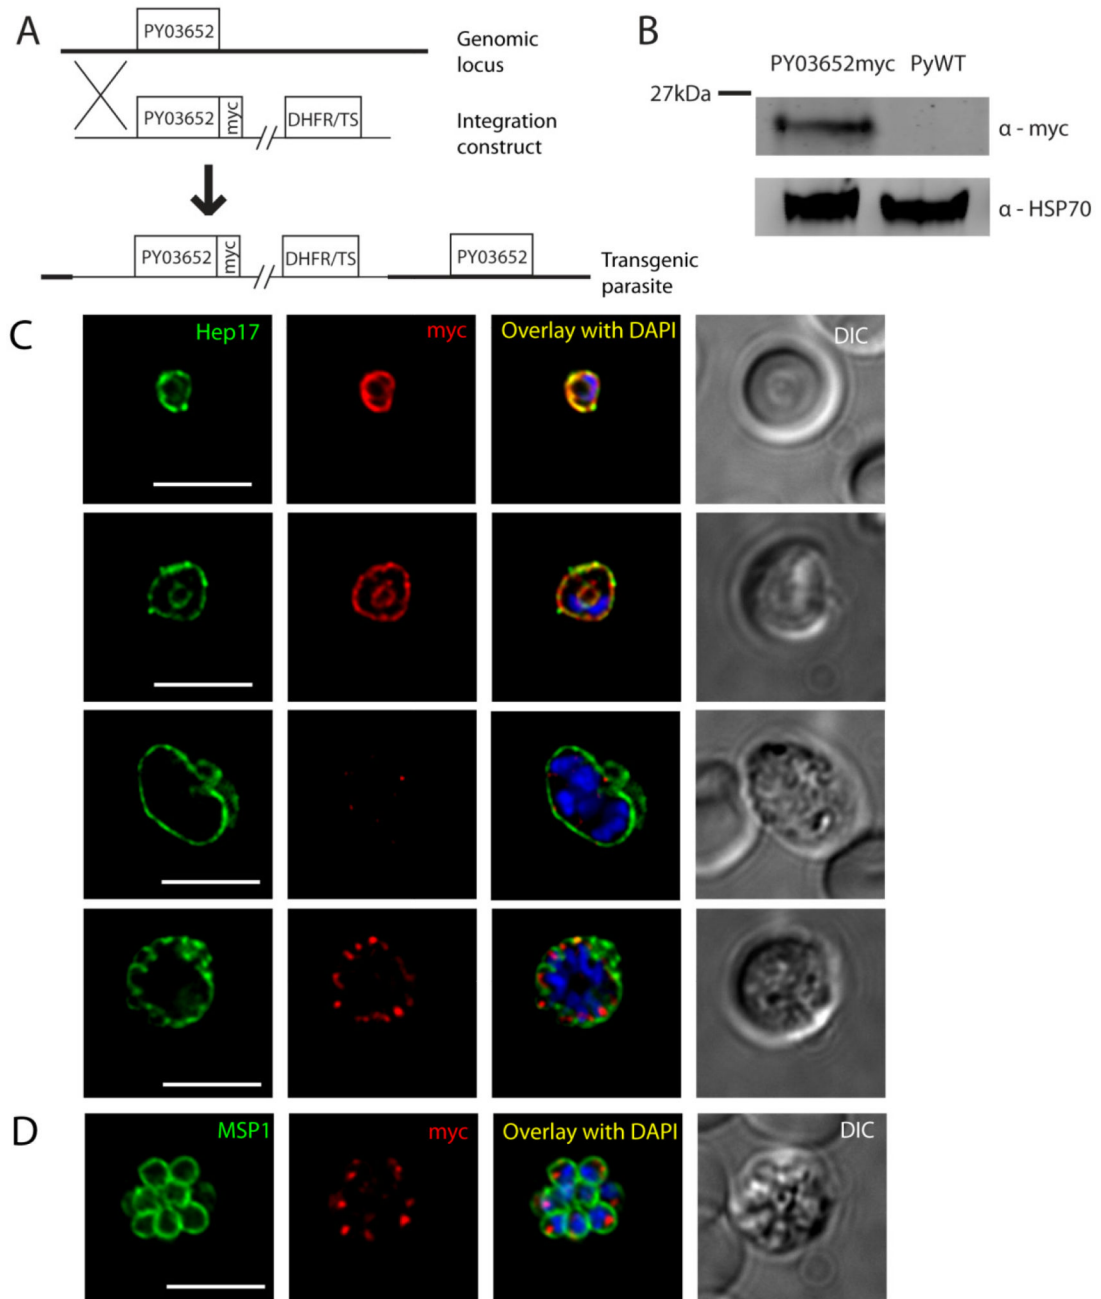 A
PY03652
Genomic
locus
PY03652
myc
DHFR/TS
Integration
construct
PY03652
myc
DHFR/TS
PY03652
Transgenic
parasite
B
PY03652myc
PyWT
27kDa
α - myc
α - HSP70
C
Hep17
myc
Overlay with DAPI
DIC
D
MSP1
myc
Overlay with DAPI
DIC